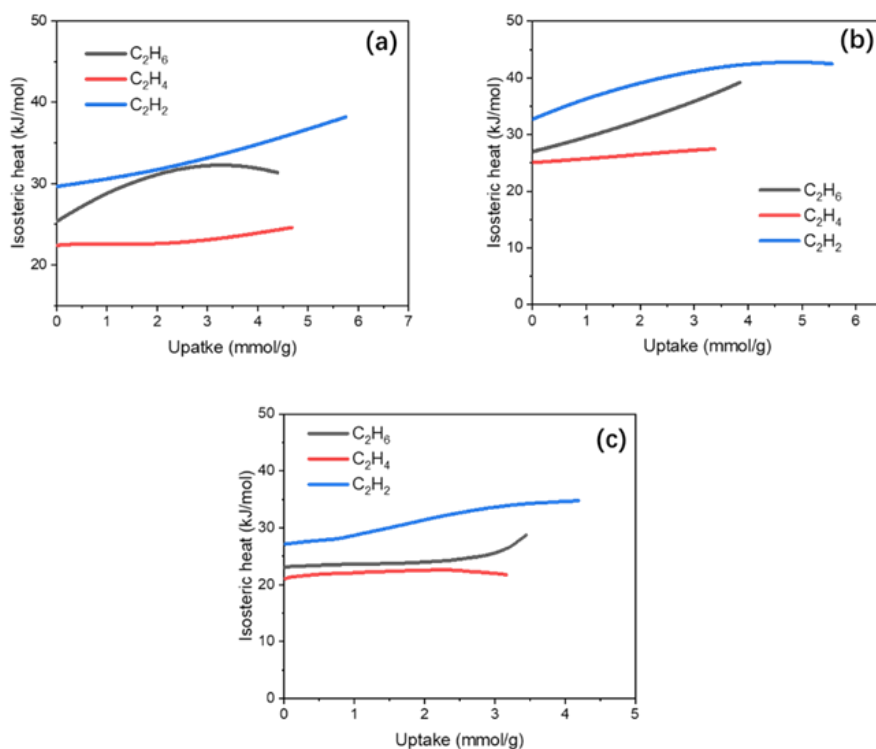 (a)
C₂H₆
C₂H₄
C₂H₂
50
40
30
20
Isosteric heat (kJ/mol)
0 1 2 3 4 5 6 7
Upatke (mmol/g)
(b)
C₂H₆
C₂H₄
C₂H₂
50
40
30
20
10
0
Isosteric heat (kJ/mol)
0 1 2 3 4 5 6
Uptake (mmol/g)
(c)
C₂H₆
C₂H₄
C₂H₂
50
40
30
20
10
0
Isosteric heat (kJ/mol)
0 1 2 3 4 5
Uptake (mmol/g)